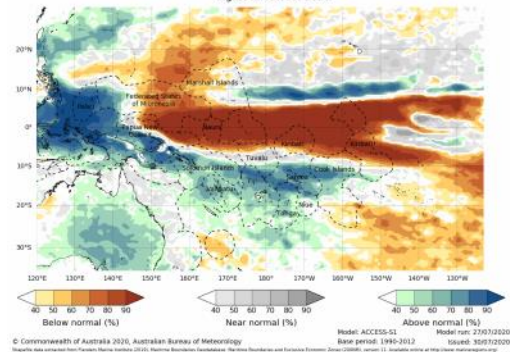 20°N
10°N
0°
10°S
20°S
30°S
Marshall Islands
Palau
Federated States
of Micronesia
Papua New
Nauru
Kiribati
Kiribati
Tuvalu
Solomon Islands
Cook Islands
Samoa
Vanuatu
Niue
Tonga
120°E 130°E 140°E 150°E 160°E 170°E 180° 170°W 160°W 150°W 140°W 130°W
40 50 60 70 80 90 40 50 60 70 80 90 40 50 60 70 80 90
Below normal (%) Near normal (%) Above normal (%)
Model: ACCESS-S1 Model run: 27/07/2020
© Commonwealth of Australia 2020, Australian Bureau of Meteorology Base period: 1990-2012 Issued: 30/07/2020